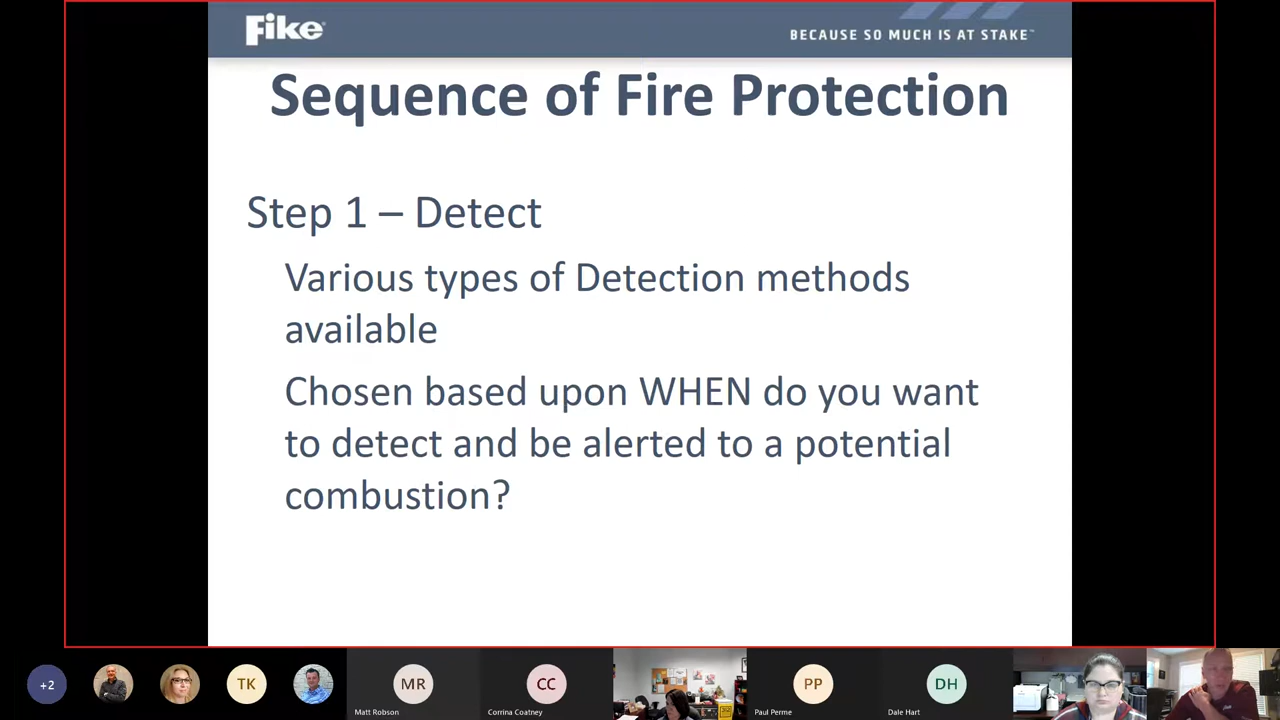 Fike
BECAUSE SO MUCH IS AT STAKE™
Sequence of Fire Protection
Step 1 – Detect
Various types of Detection methods
available
Chosen based upon WHEN do you want
to detect and be alerted to a potential
combustion?
+2
TK
MR
CC
PP
DH
Matt Robson
Corrina Coatney
Paul Perme
Dale Hart